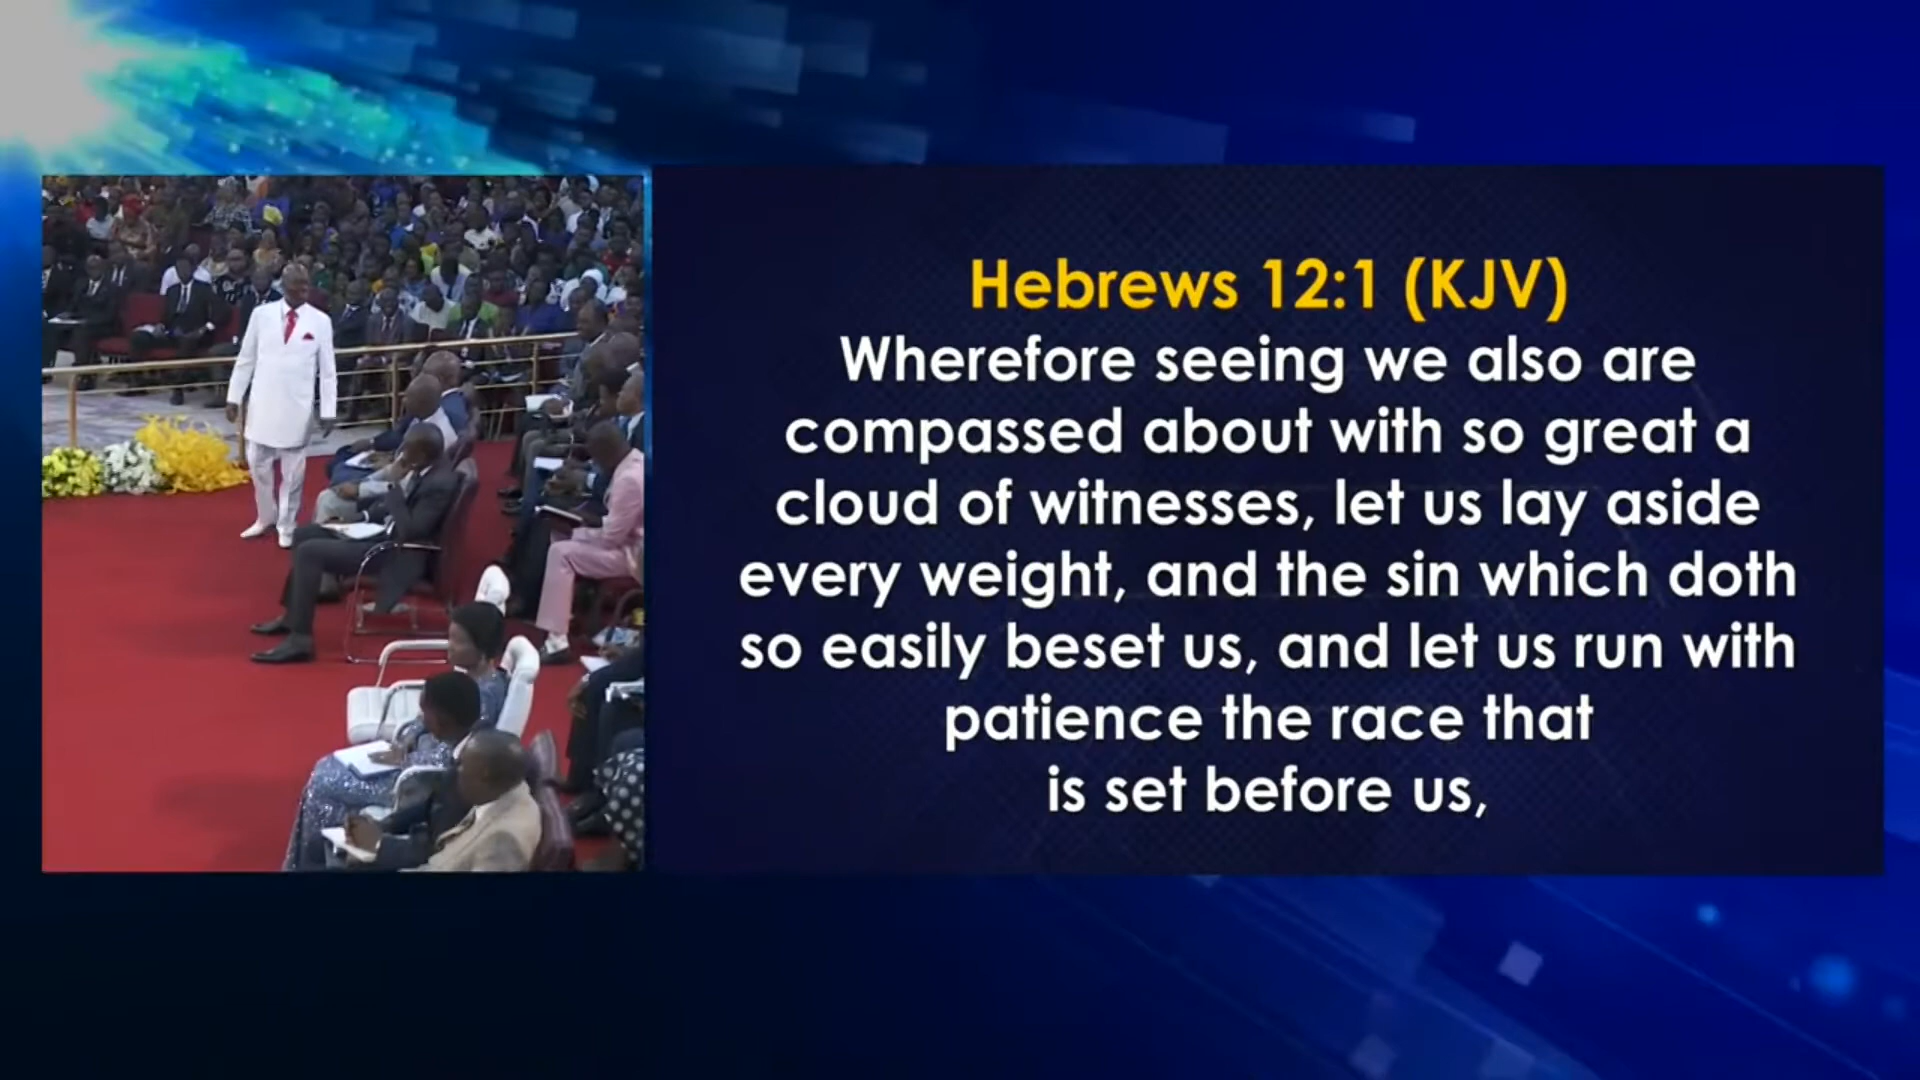 Hebrews 12:1 (KJV)
Wherefore seeing we also are
compassed about with so great a
cloud of witnesses, let us lay aside
every weight, and the sin which doth
so easily beset us, and let us run with
patience the race that
is set before us,